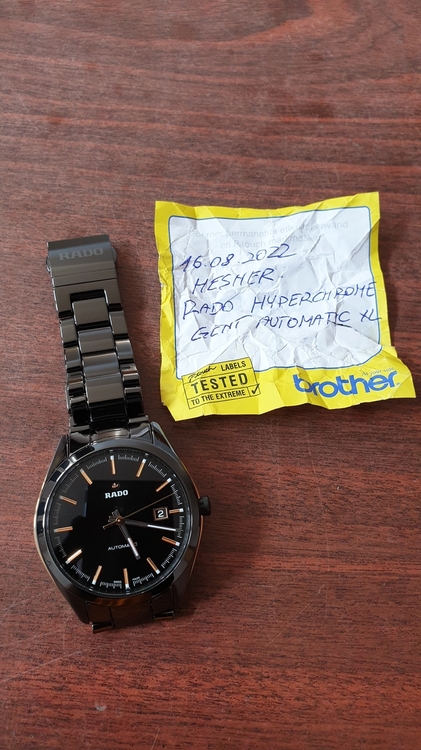 RADO
16.08.2022
HESHER.
RADO HYPERCHROME
GENT AUTOMATIC XL
LABELS
TESTED
TO THE EXTREME
brother
RADO
2
AUTOMATIC